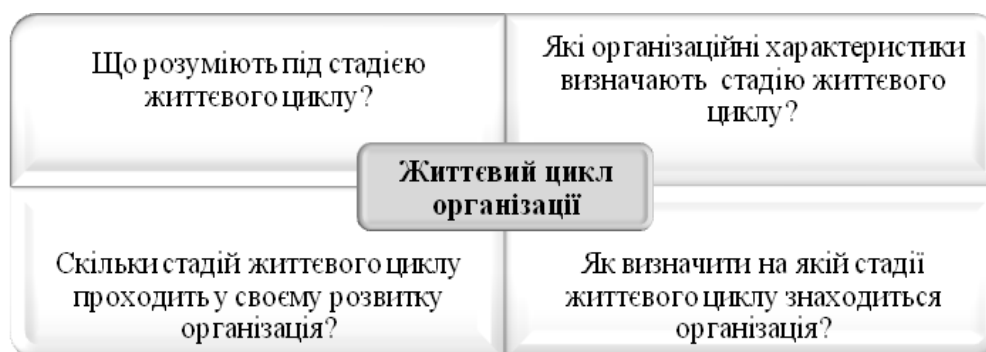 Що розуміють під стадією
життєвого циклу?
Які організаційні характеристики
визначають стадію життєвого
циклу?
Життєвий цикл
організації
Скільки стадій життєвого циклу
проходить у своєму розвитку
організація?
Як визначити на якій стадії
життєвого циклу знаходиться
організація?